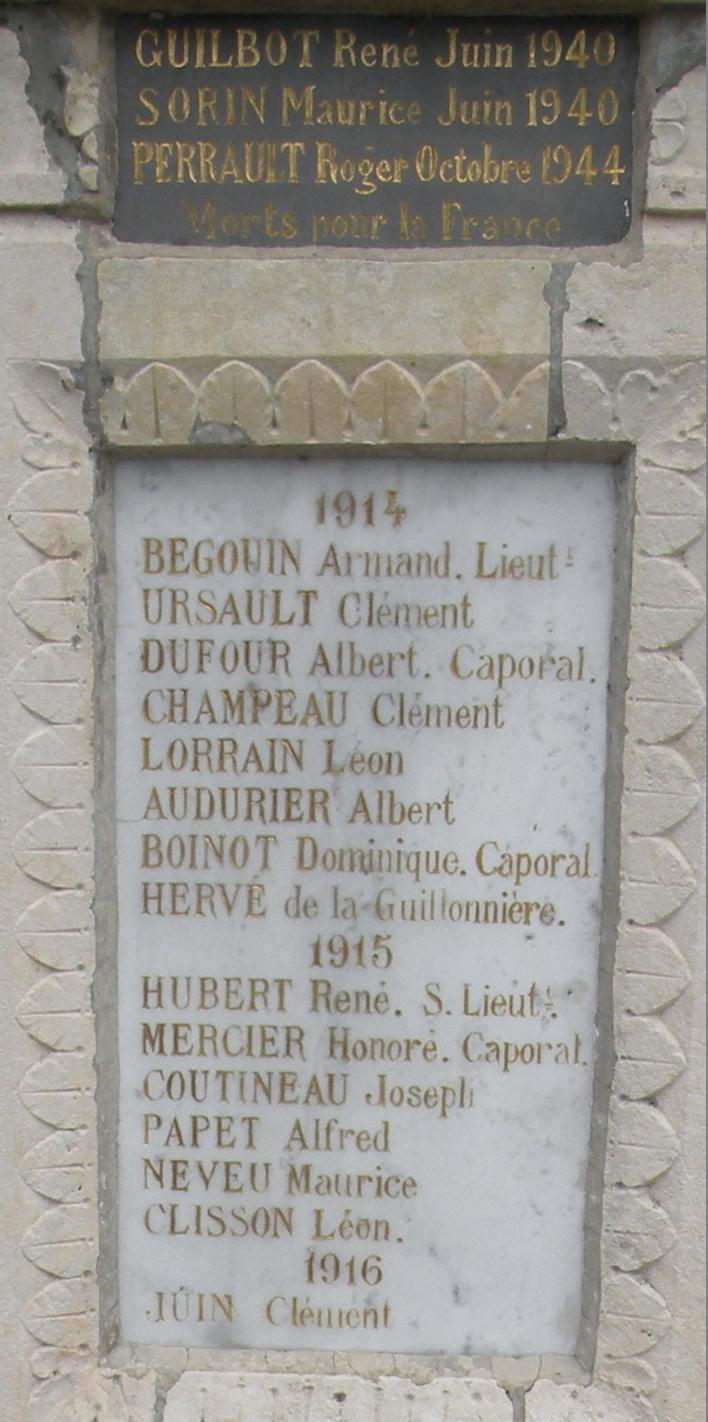 GUILBOT René Juin 1940
SORIN Maurice Juin 1940
PERRAULT Roger Octobre 1944
Morts pour la France
1914
BEGOUIN Armand. Lieut.t
URSAULT Clément
DUFOUR Albert. Caporal.
CHAMPEAU Clément
LORRAIN Léon
AUDURIER Albert
BOINOT Dominique. Caporal.
HERVÉ de la Guillonnière.
1915
HUBERT René. S. Lieut.t
MERCIER Honoré. Caporal.
COUTINEAU Joseph
PAPET Alfred
NEVEU Maurice
CLISSON Léon.
1916
JUIN Clément